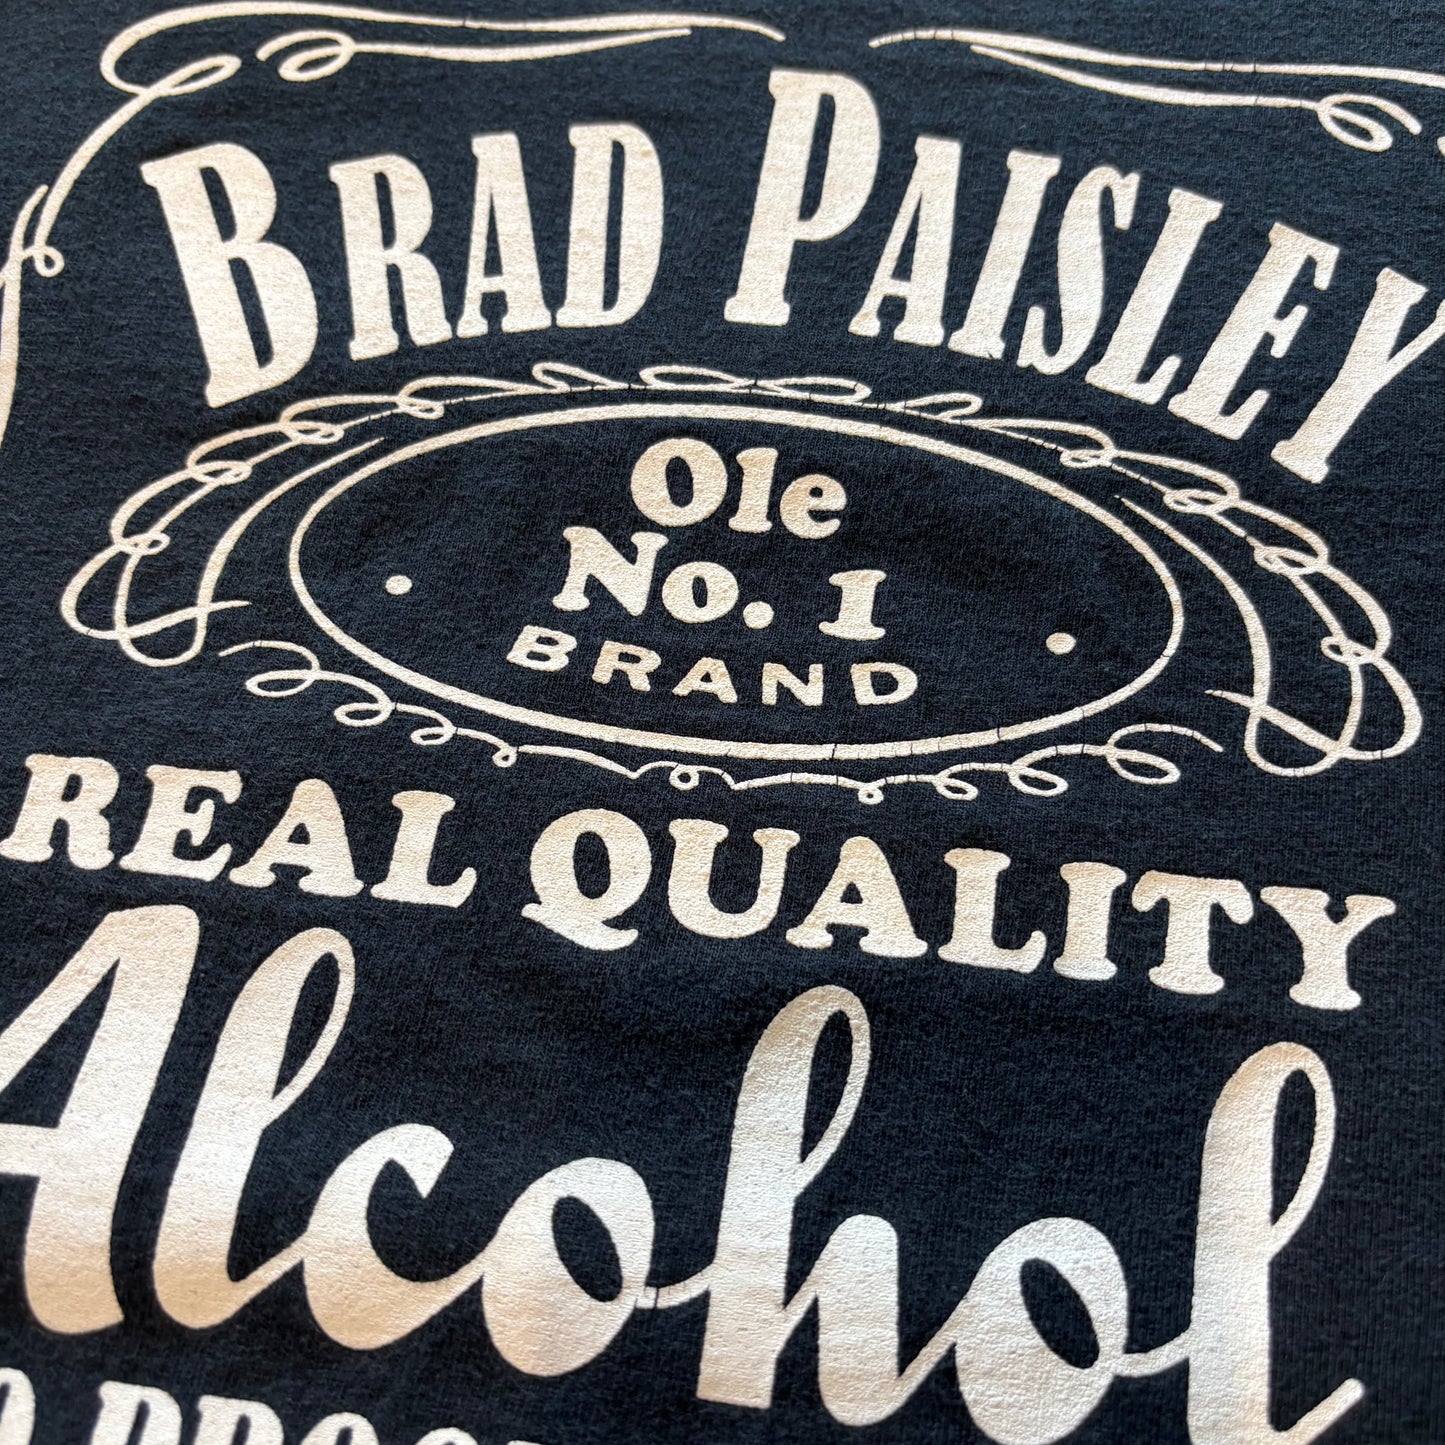 BRAD PAISLEY
Ole
No. 1
BRAND
REAL QUALITY
Alcohol